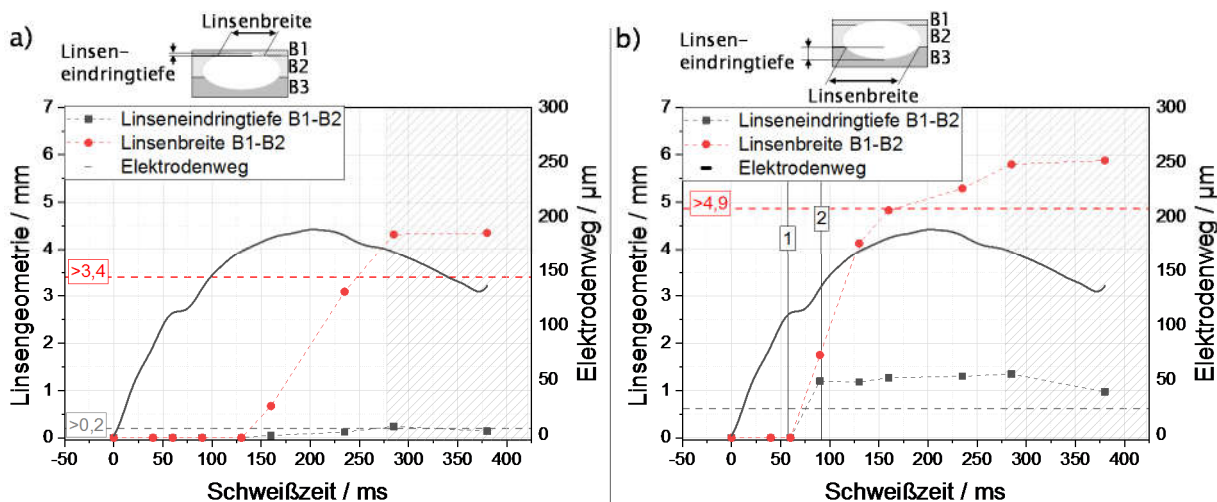 a)
Linsenbreite
Linsen-
eindringtiefe
B1
B2
B3
Linseneindringtiefe B1-B2
Linsenbreite B1-B2
Elektrodenweg
Linsengeometrie / mm
7
6
5
4
3
2
1
0
>3,4
>0,2
300
250
200
150
100
50
0
Elektrodenweg / µm
-50 0 50 100 150 200 250 300 350 400
Schweißzeit / ms
b)
Linsen-
eindringtiefe
B1
B2
B3
Linsenbreite
Linseneindringtiefe B1-B2
Linsenbreite B1-B2
Elektrodenweg
Linsengeometrie / mm
7
6
5
4
3
2
1
0
>4,9
1
2
300
250
200
150
100
50
0
Elektrodenweg / µm
-50 0 50 100 150 200 250 300 350 400
Schweißzeit / ms